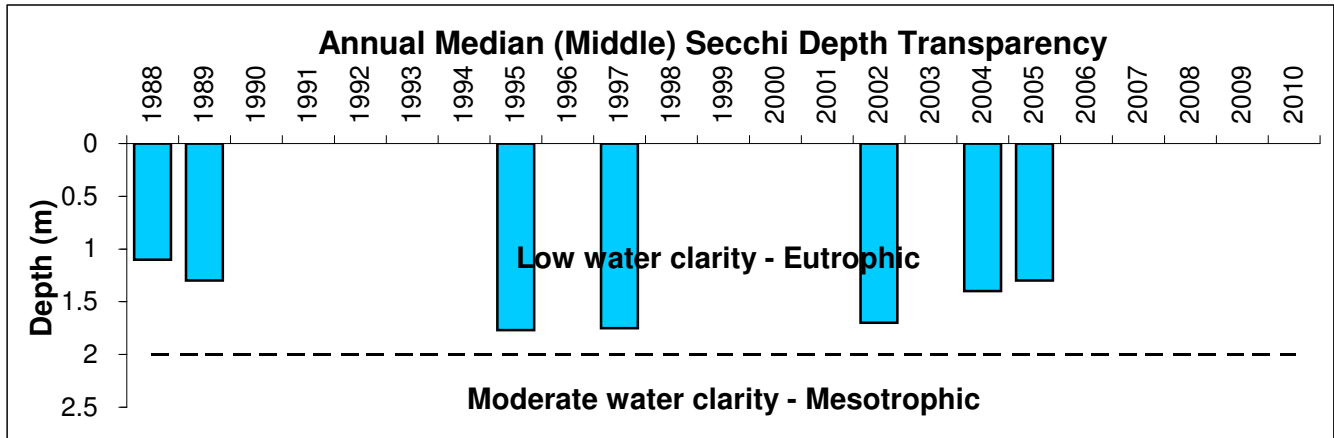 Annual Median (Middle) Secchi Depth Transparency
1988 1989 1990 1991 1992 1993 1994 1995 1996 1997 1998 1999 2000 2001 2002 2003 2004 2005 2006 2007 2008 2009 2010
Depth (m)
0
0.5
1
Low water clarity - Eutrophic
1.5
2
Moderate water clarity - Mesotrophic
2.5